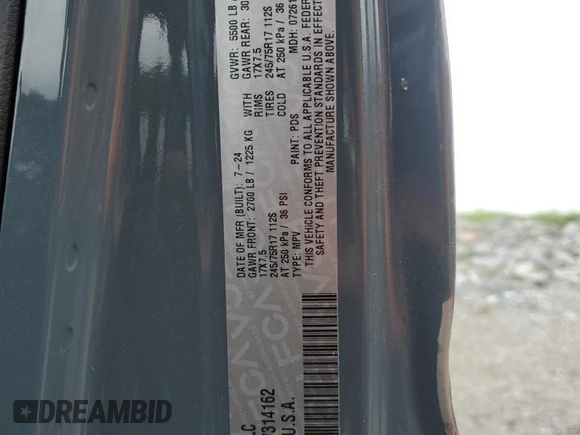 DATE OF MFR (BUILT): 7-24 GVWR: 5500 LB
GAWR FRONT: 2700 LB / 1225 KG WITH GAWR REAR: 30
17X7.5 RIMS 17X7.5
245/75R17 112S TIRES 245/75R17 112S
AT 250 kPa / 36 PSI COLD AT 250 kPa / 36
TYPE: MPV PAINT: PDS MDH: 0726
THIS VEHICLE CONFORMS TO ALL APPLICABLE U.S.A. FEDER
SAFETY AND THEFT PREVENTION STANDARDS IN EFFECT
MANUFACTURE SHOWN ABOVE.
LC
314162
U.S.A.
DREAMBID